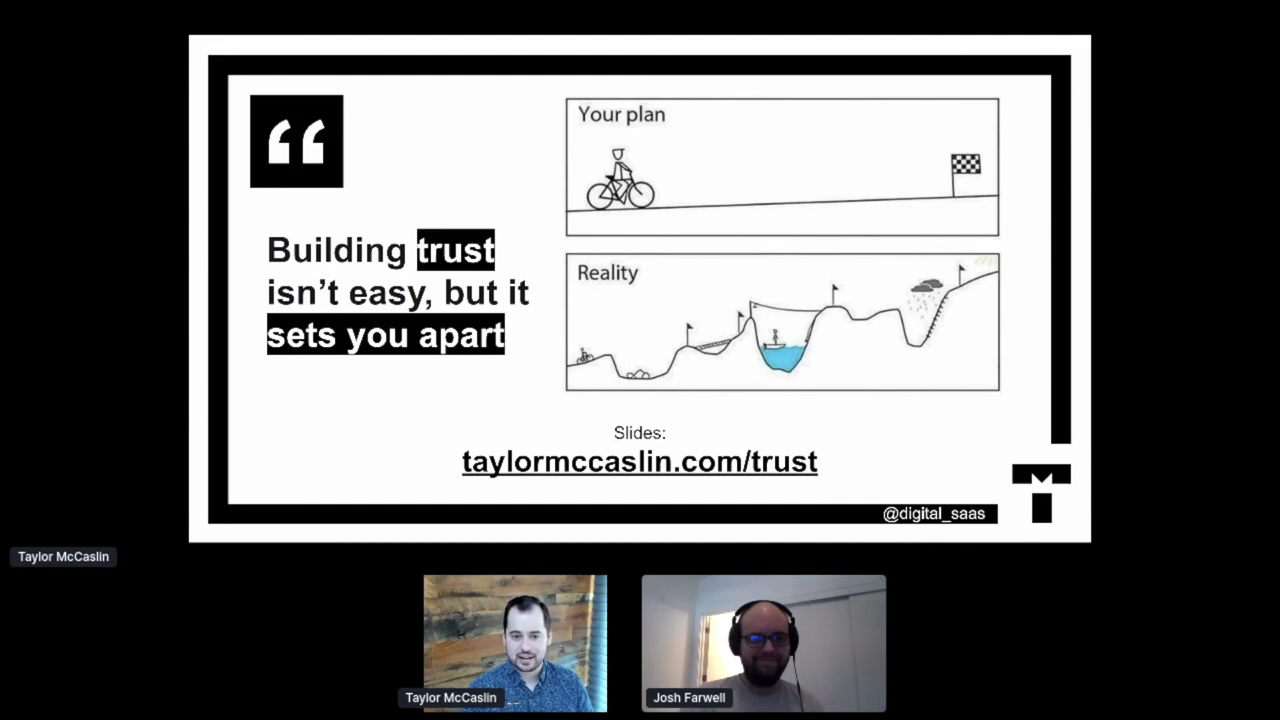 “
Building trust
isn’t easy, but it
sets you apart
Your plan
Reality
Slides:
taylormccaslin.com/trust
@digital_saas
Taylor McCaslin
Taylor McCaslin
Josh Farwell